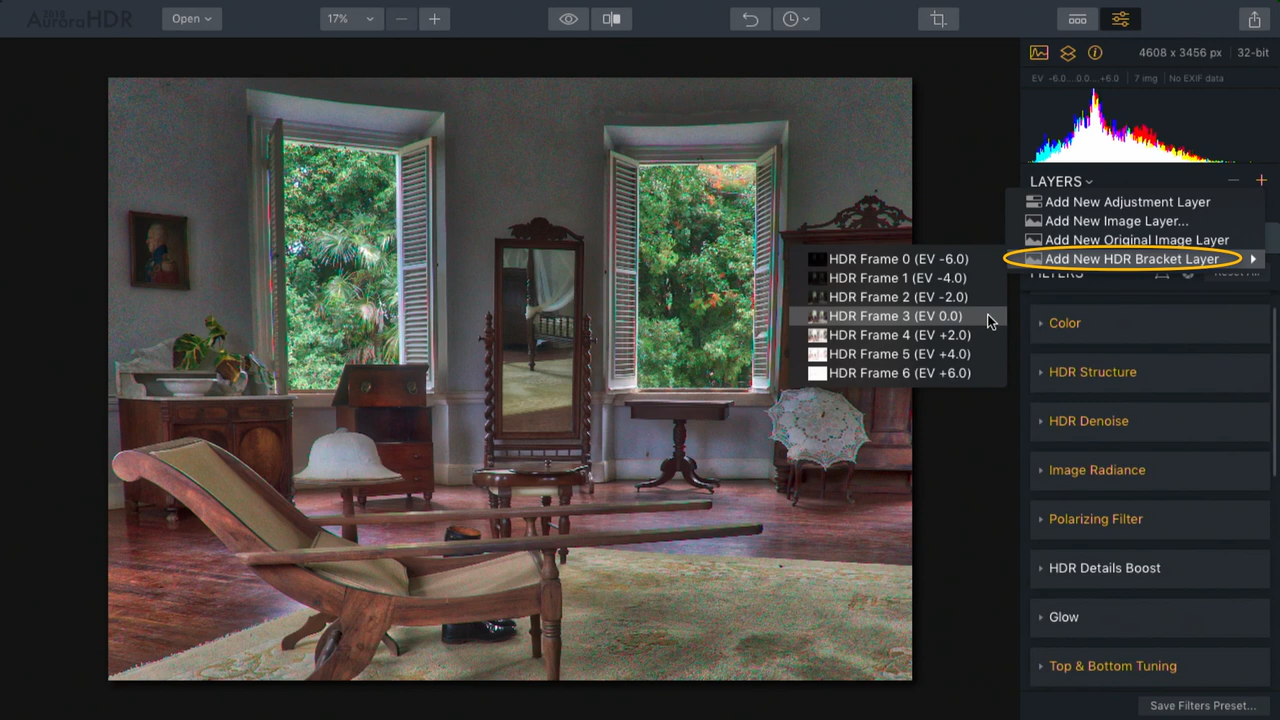 2018
AuroraHDR
Open
17%
4608 x 3456 px
32-bit
EV -6.0...0.0...+6.0
7 img
No EXIF data
LAYERS
Add New Adjustment Layer
Add New Image Layer...
Add New Original Image Layer
Add New HDR Bracket Layer
HDR Frame 0 (EV -6.0)
HDR Frame 1 (EV -4.0)
HDR Frame 2 (EV -2.0)
HDR Frame 3 (EV 0.0)
HDR Frame 4 (EV +2.0)
HDR Frame 5 (EV +4.0)
HDR Frame 6 (EV +6.0)
FILTERS
Reset All
Color
HDR Structure
HDR Denoise
Image Radiance
Polarizing Filter
HDR Details Boost
Glow
Top & Bottom Tuning
Save Filters Preset...